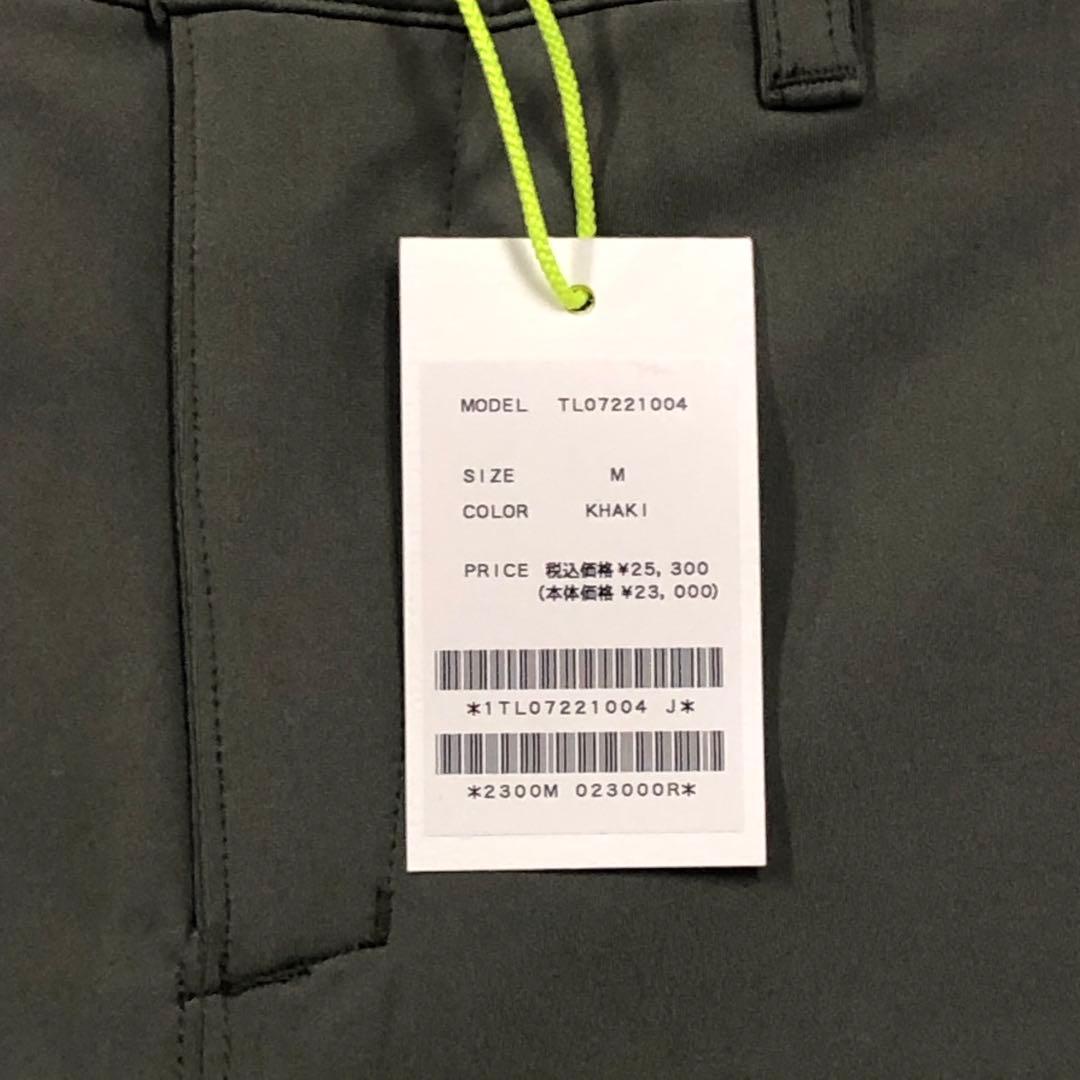 MODEL TL07221004
SIZE M
COLOR KHAKI
PRICE 税込価格 ¥25, 300
(本体価格 ¥23, 000)
*1TL07221004 J*
*2300M 023000R*